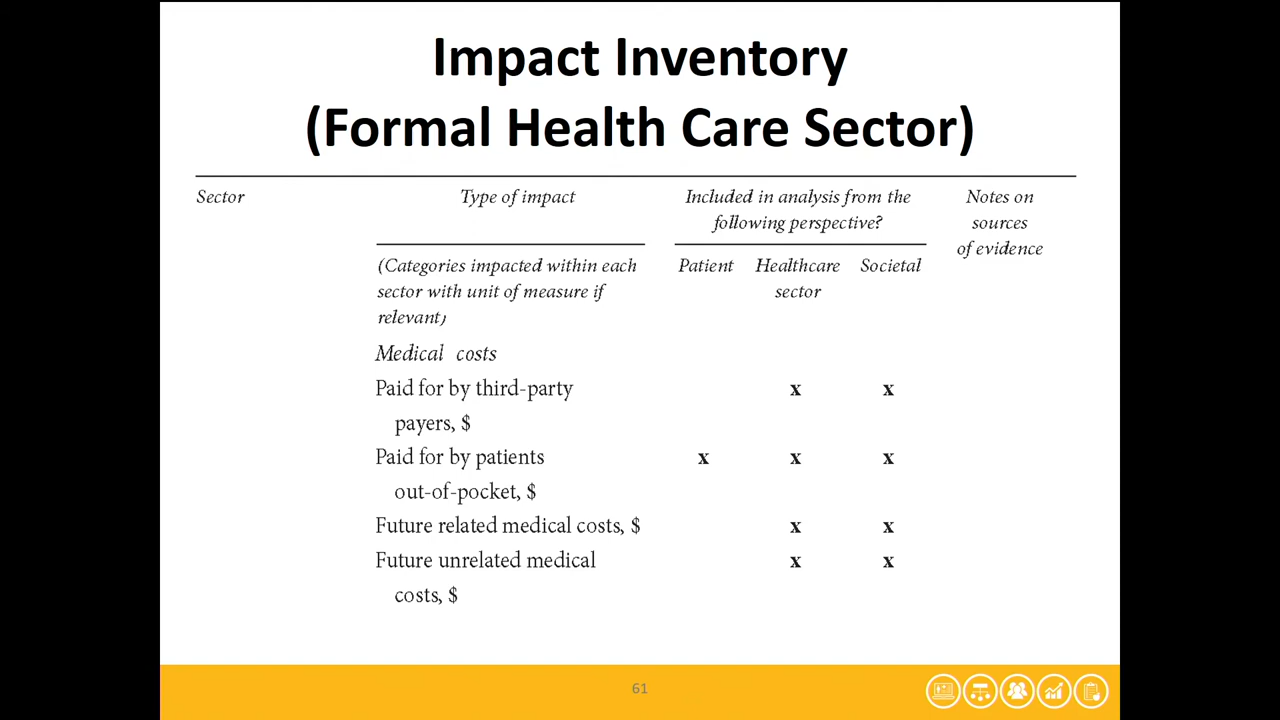 Impact Inventory
(Formal Health Care Sector)
Sector
Type of impact
Included in analysis from the
following perspective?
Notes on
sources
of evidence
(Categories impacted within each
sector with unit of measure if
relevant)
Patient
Healthcare
sector
Societal
Medical costs
Paid for by third-party
payers, $
x x
Paid for by patients
out-of-pocket, $
x x x
Future related medical costs, $ x x
Future unrelated medical
costs, $
x x
61